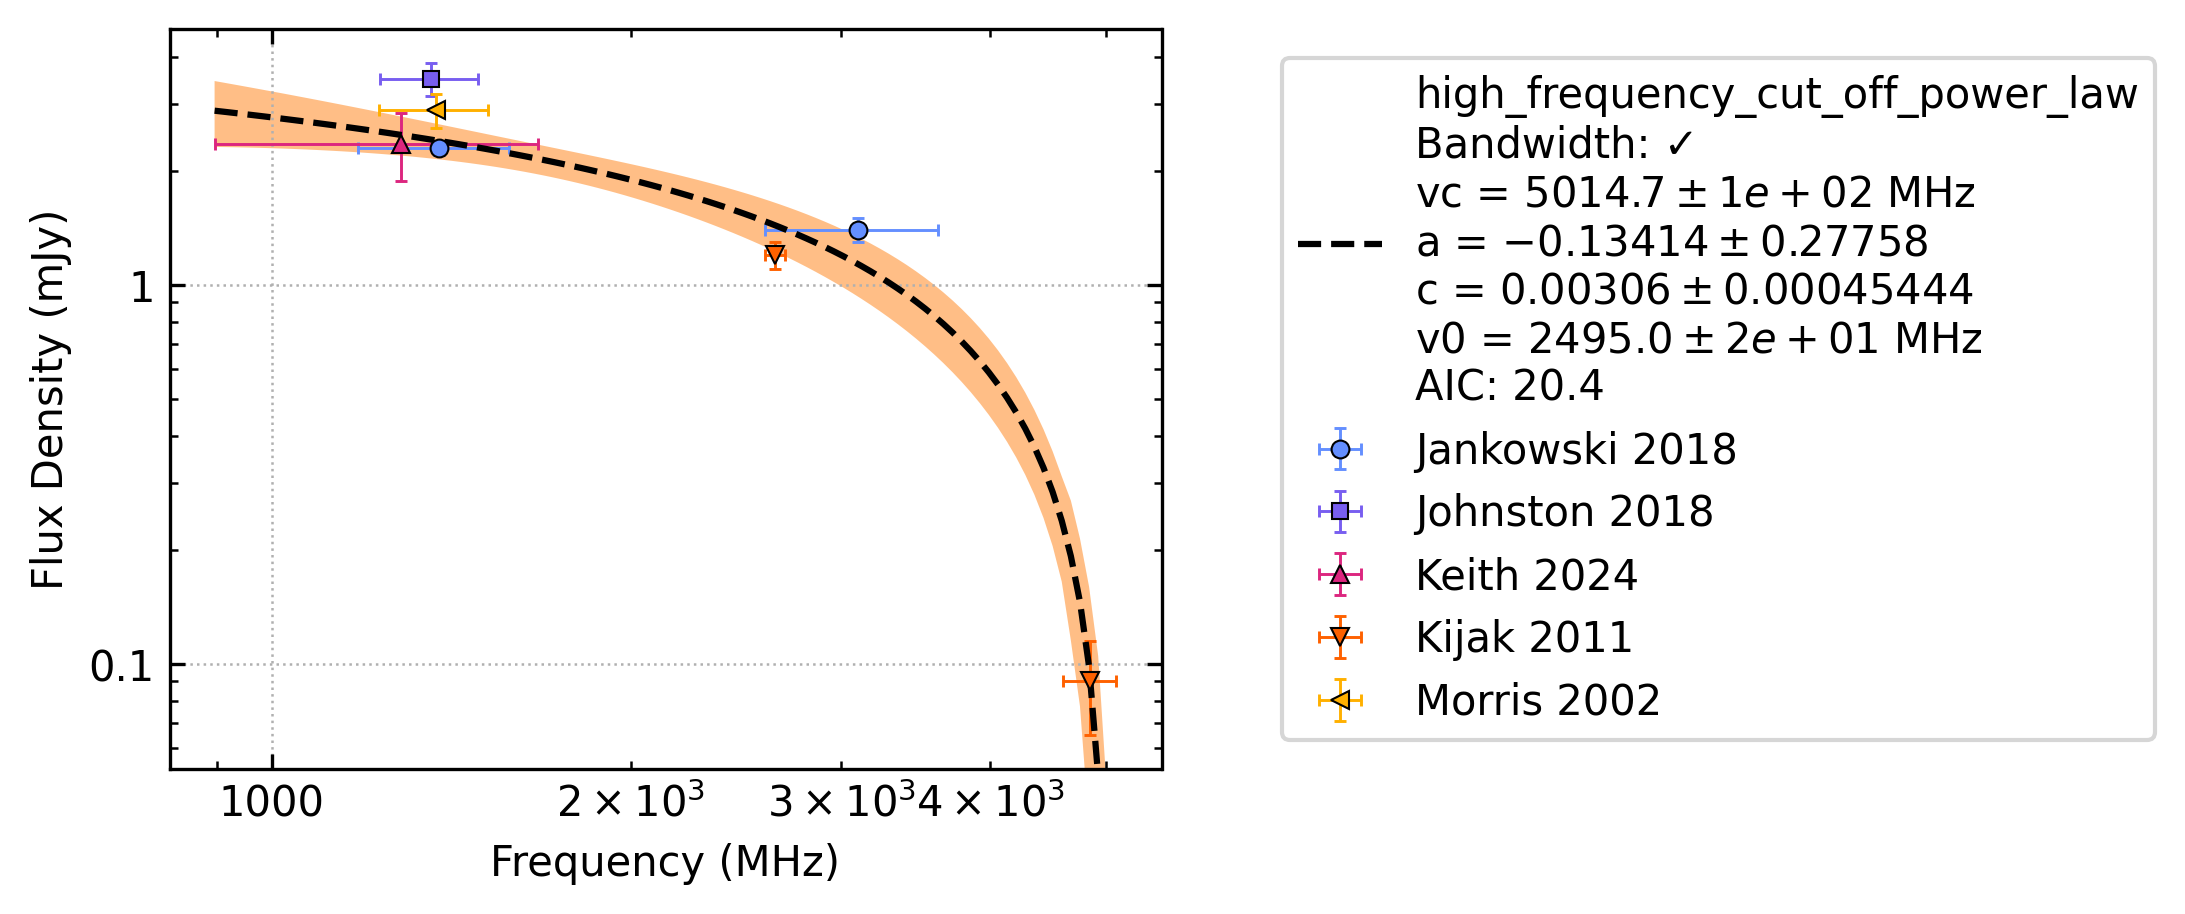 high_frequency_cut_off_power_law
Bandwidth: ✓
vc = 5014.7 ± 1e + 02 MHz
a = −0.13414 ± 0.27758
c = 0.00306 ± 0.00045444
v0 = 2495.0 ± 2e + 01 MHz
AIC: 20.4
Jankowski 2018
Johnston 2018
Keith 2024
Kijak 2011
Morris 2002
Flux Density (mJy)
1
0.1
1000
2 × 10³
3 × 10³
4 × 10³
Frequency (MHz)